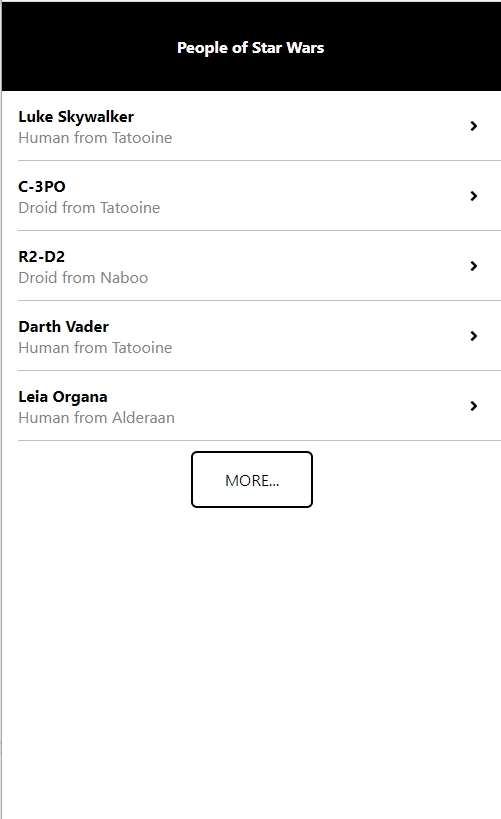 People of Star Wars
Luke Skywalker
Human from Tatooine
C-3PO
Droid from Tatooine
R2-D2
Droid from Naboo
Darth Vader
Human from Tatooine
Leia Organa
Human from Alderaan
MORE...